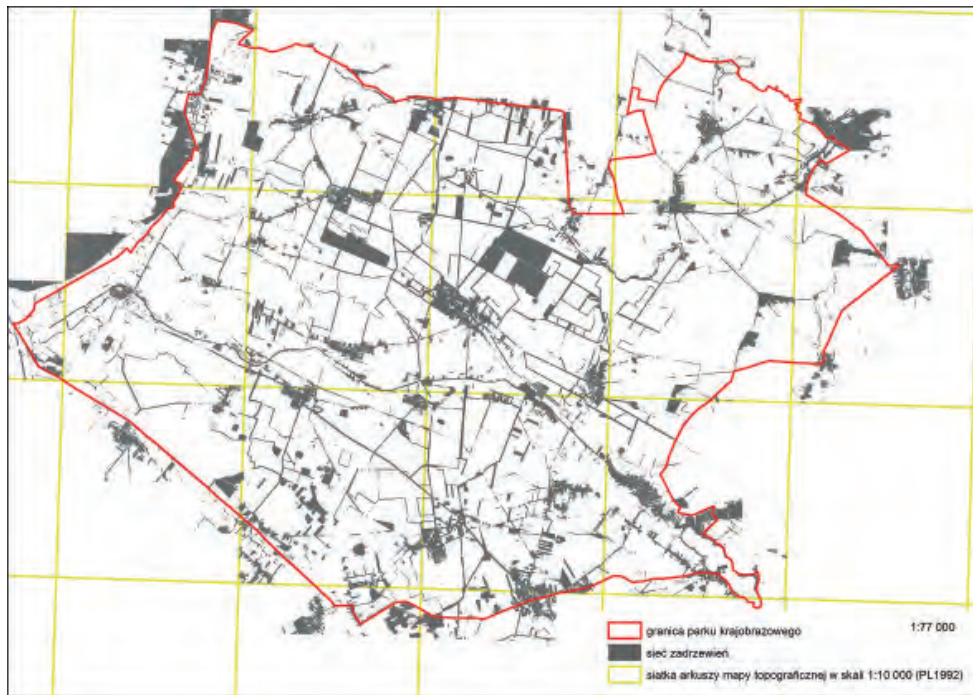 granica parku krajobrazowego
1:77 000
sieć zadrzewień
siatka arkuszy mapy topograficznej w skali 1:10 000 (PL1992)